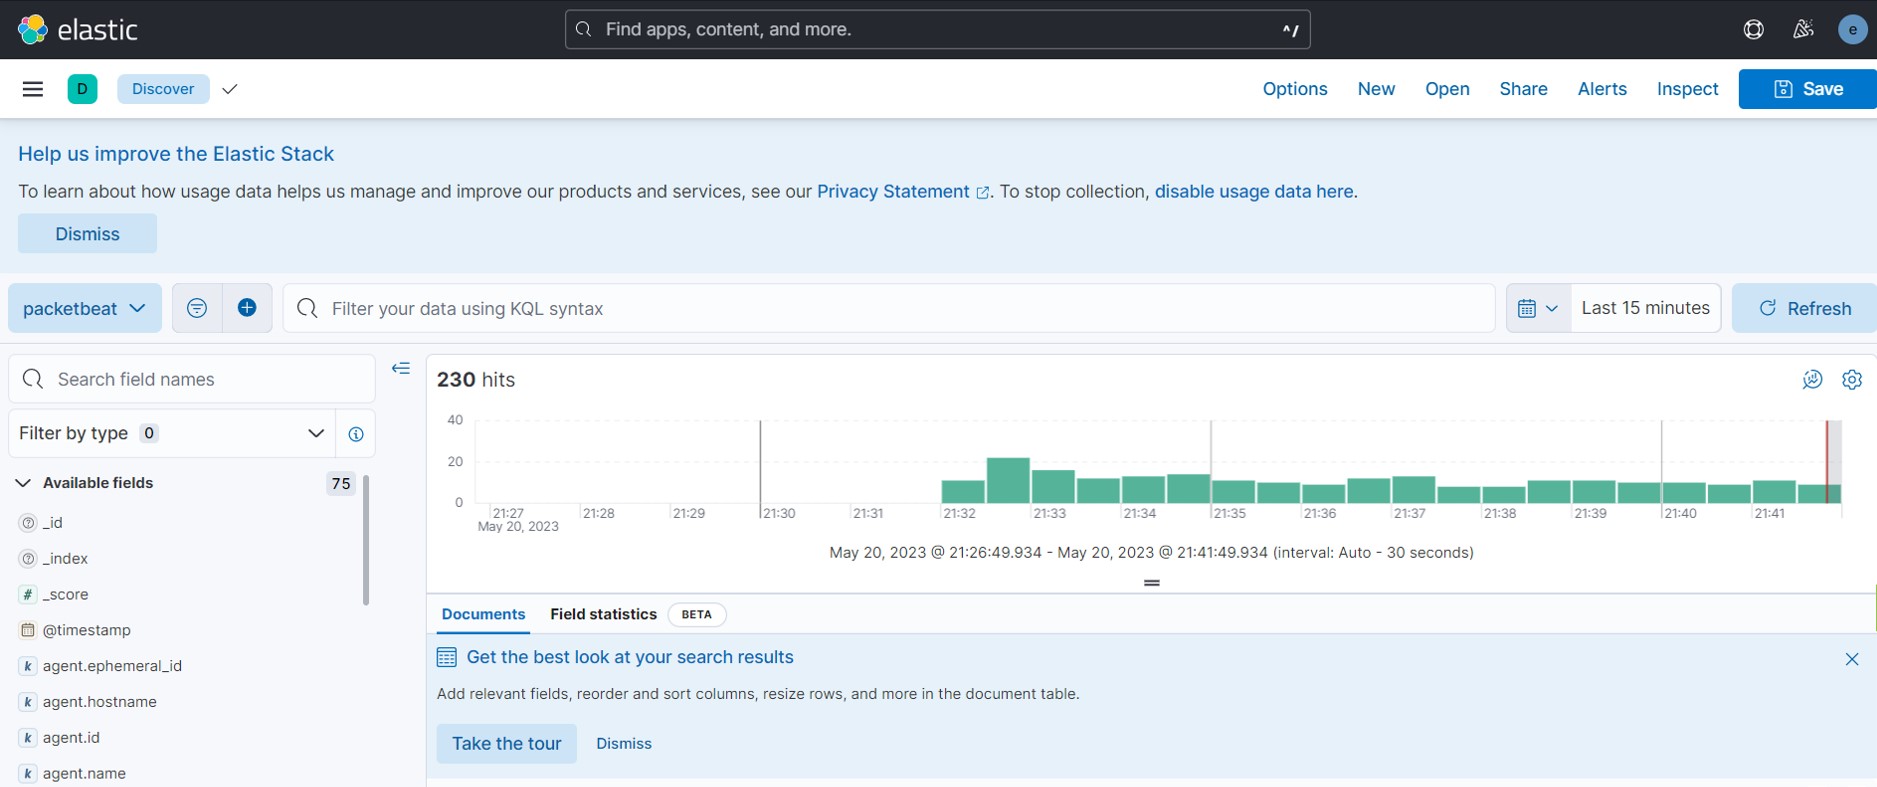 elastic
Find apps, content, and more.
^/
e
D
Discover
Options
New
Open
Share
Alerts
Inspect
Save
Help us improve the Elastic Stack
To learn about how usage data helps us manage and improve our products and services, see our Privacy Statement. To stop collection, disable usage data here.
Dismiss
packetbeat
Filter your data using KQL syntax
Last 15 minutes
Refresh
Search field names
Filter by type 0
Available fields 75
_id
_index
# _score
@timestamp
k agent.ephemeral_id
k agent.hostname
k agent.id
k agent.name
230 hits
40
20
0
21:27
21:28
21:29
21:30
21:31
21:32
21:33
21:34
21:35
21:36
21:37
21:38
21:39
21:40
21:41
May 20, 2023
May 20, 2023 @ 21:26:49.934 - May 20, 2023 @ 21:41:49.934 (interval: Auto - 30 seconds)
Documents
Field statistics
BETA
Get the best look at your search results
Add relevant fields, reorder and sort columns, resize rows, and more in the document table.
Take the tour
Dismiss